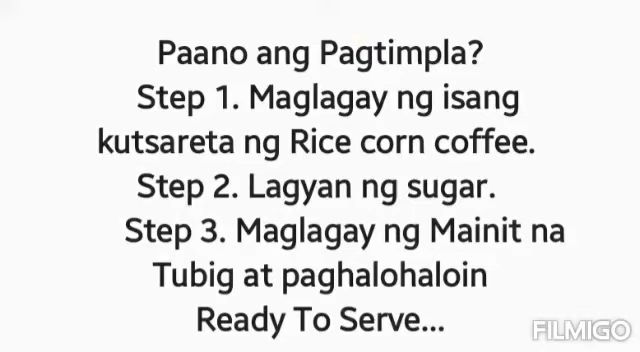 Paano ang Pagtimpla?
Step 1. Maglagay ng isang
kutsareta ng Rice corn coffee.
Step 2. Lagyan ng sugar.
Step 3. Maglagay ng Mainit na
Tubig at paghalohaloin
Ready To Serve...
FILMIGO